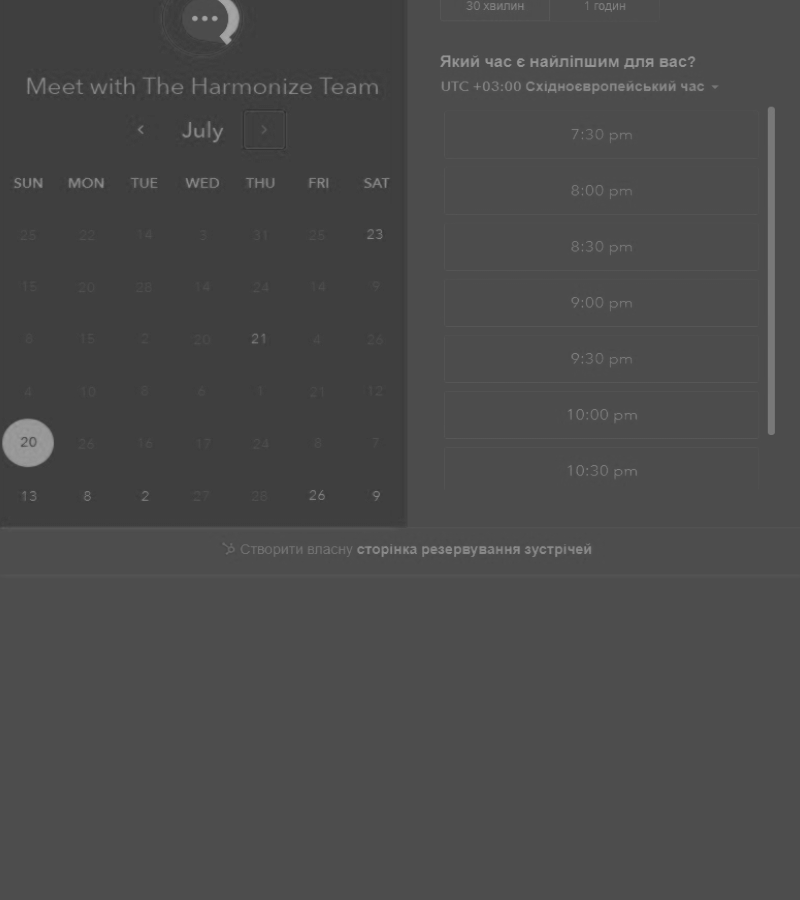 30 хвилин 1 годин
Який час є найліпшим для вас?
UTC +03:00 Східноєвропейський час
Meet with The Harmonize Team
July
SUN MON TUE WED THU FRI SAT
25 22 14 3 31 25 23
15 20 28 14 24 14 9
8 15 2 20 21 4 26
4 10 8 6 1 21 12
20 26 16 17 24 8 7
13 8 2 27 28 26 9
7:30 pm
8:00 pm
8:30 pm
9:00 pm
9:30 pm
10:00 pm
10:30 pm
Створити власну сторінка резервування зустрічей